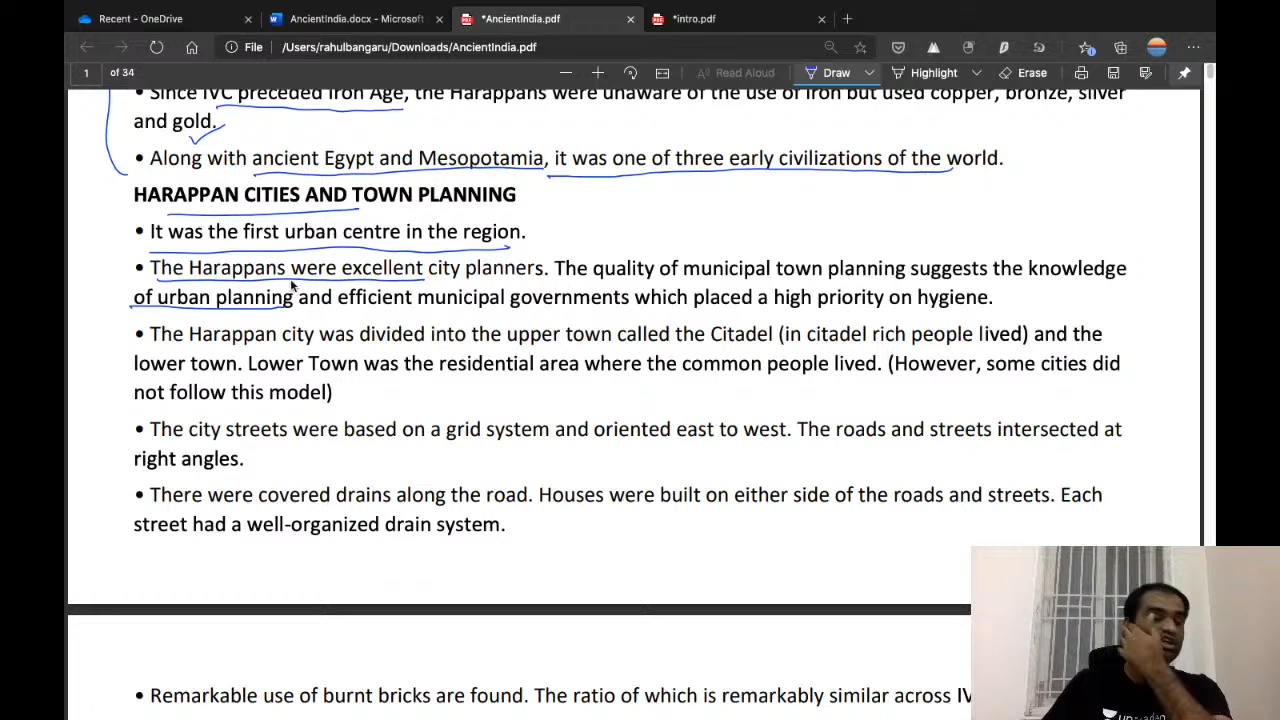 Recent - OneDrive
AncientIndia.docx - Microsoft
*AncientIndia.pdf
*intro.pdf
File
/Users/rahulbangaru/Downloads/AncientIndia.pdf
1 of 34
Read Aloud
Draw
Highlight
Erase
• Since IVC preceded Iron Age, the Harappans were unaware of the use of Iron but used copper, bronze, silver
and gold.
• Along with ancient Egypt and Mesopotamia, it was one of three early civilizations of the world.
HARAPPAN CITIES AND TOWN PLANNING
• It was the first urban centre in the region.
• The Harappans were excellent city planners. The quality of municipal town planning suggests the knowledge
of urban planning and efficient municipal governments which placed a high priority on hygiene.
• The Harappan city was divided into the upper town called the Citadel (in citadel rich people lived) and the
lower town. Lower Town was the residential area where the common people lived. (However, some cities did
not follow this model)
• The city streets were based on a grid system and oriented east to west. The roads and streets intersected at
right angles.
• There were covered drains along the road. Houses were built on either side of the roads and streets. Each
street had a well-organized drain system.
• Remarkable use of burnt bricks are found. The ratio of which is remarkably similar across